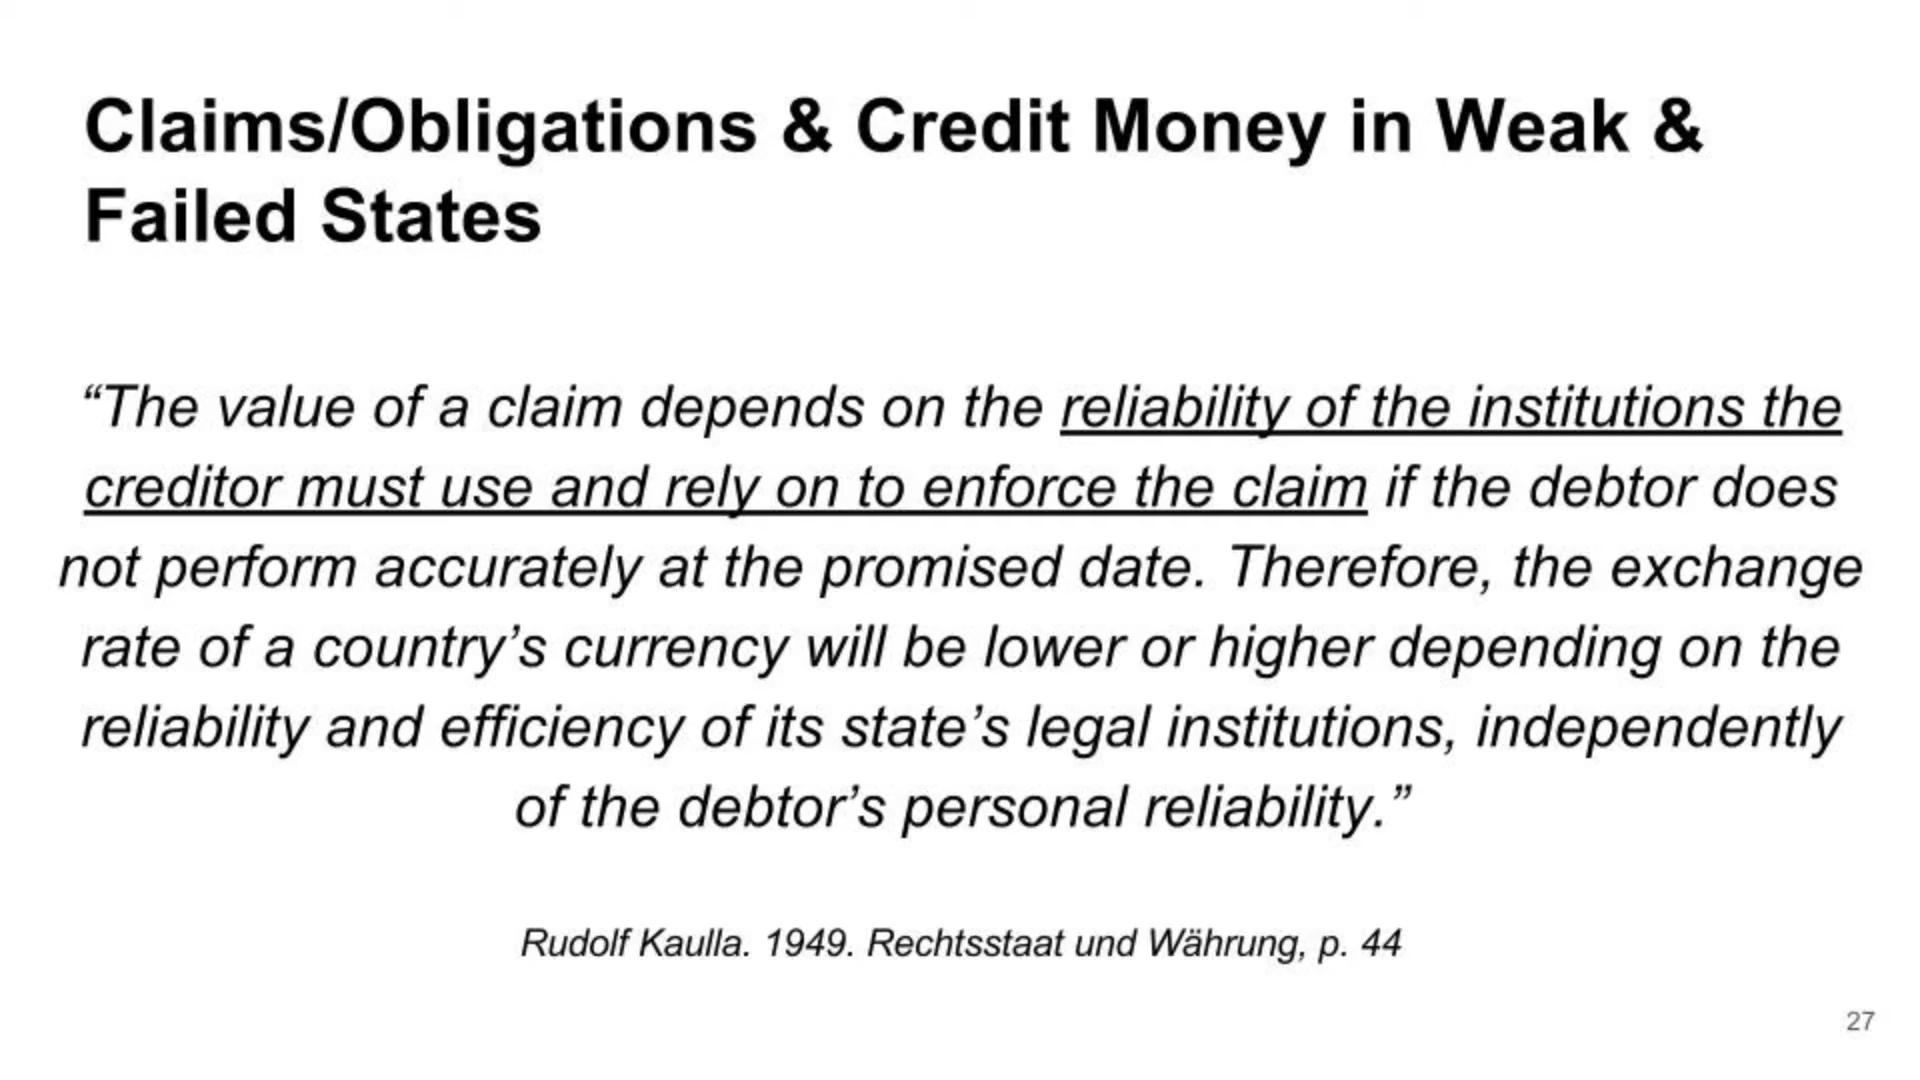 Claims/Obligations & Credit Money in Weak &
Failed States
“The value of a claim depends on the reliability of the institutions the
creditor must use and rely on to enforce the claim if the debtor does
not perform accurately at the promised date. Therefore, the exchange
rate of a country’s currency will be lower or higher depending on the
reliability and efficiency of its state’s legal institutions, independently
of the debtor’s personal reliability.”
Rudolf Kaulla. 1949. Rechtsstaat und Währung, p. 44
27